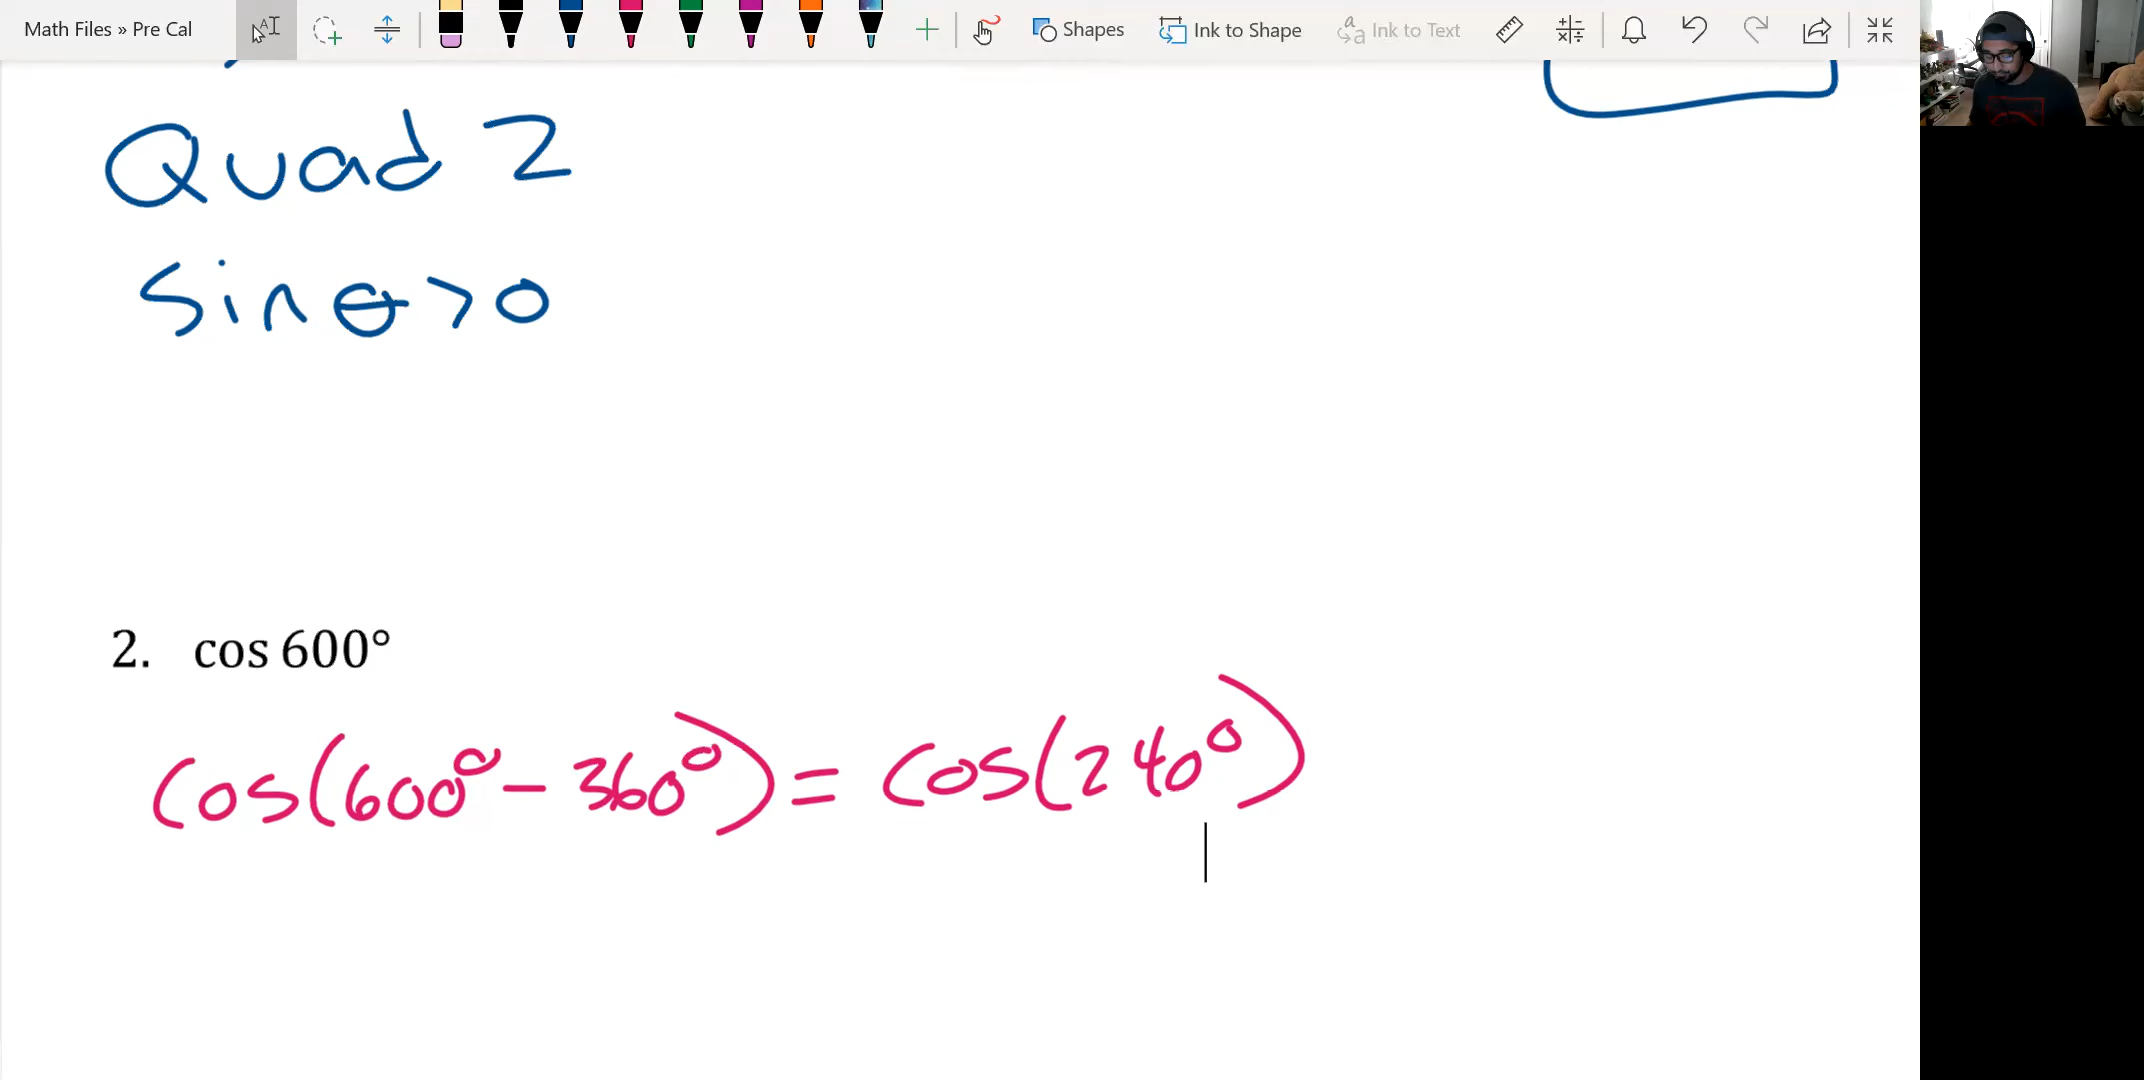 Math Files » Pre Cal
Shapes
Ink to Shape
Ink to Text
Quad 2
sin θ > 0
2. cos 600°
cos(600° - 360°) = cos(240°)